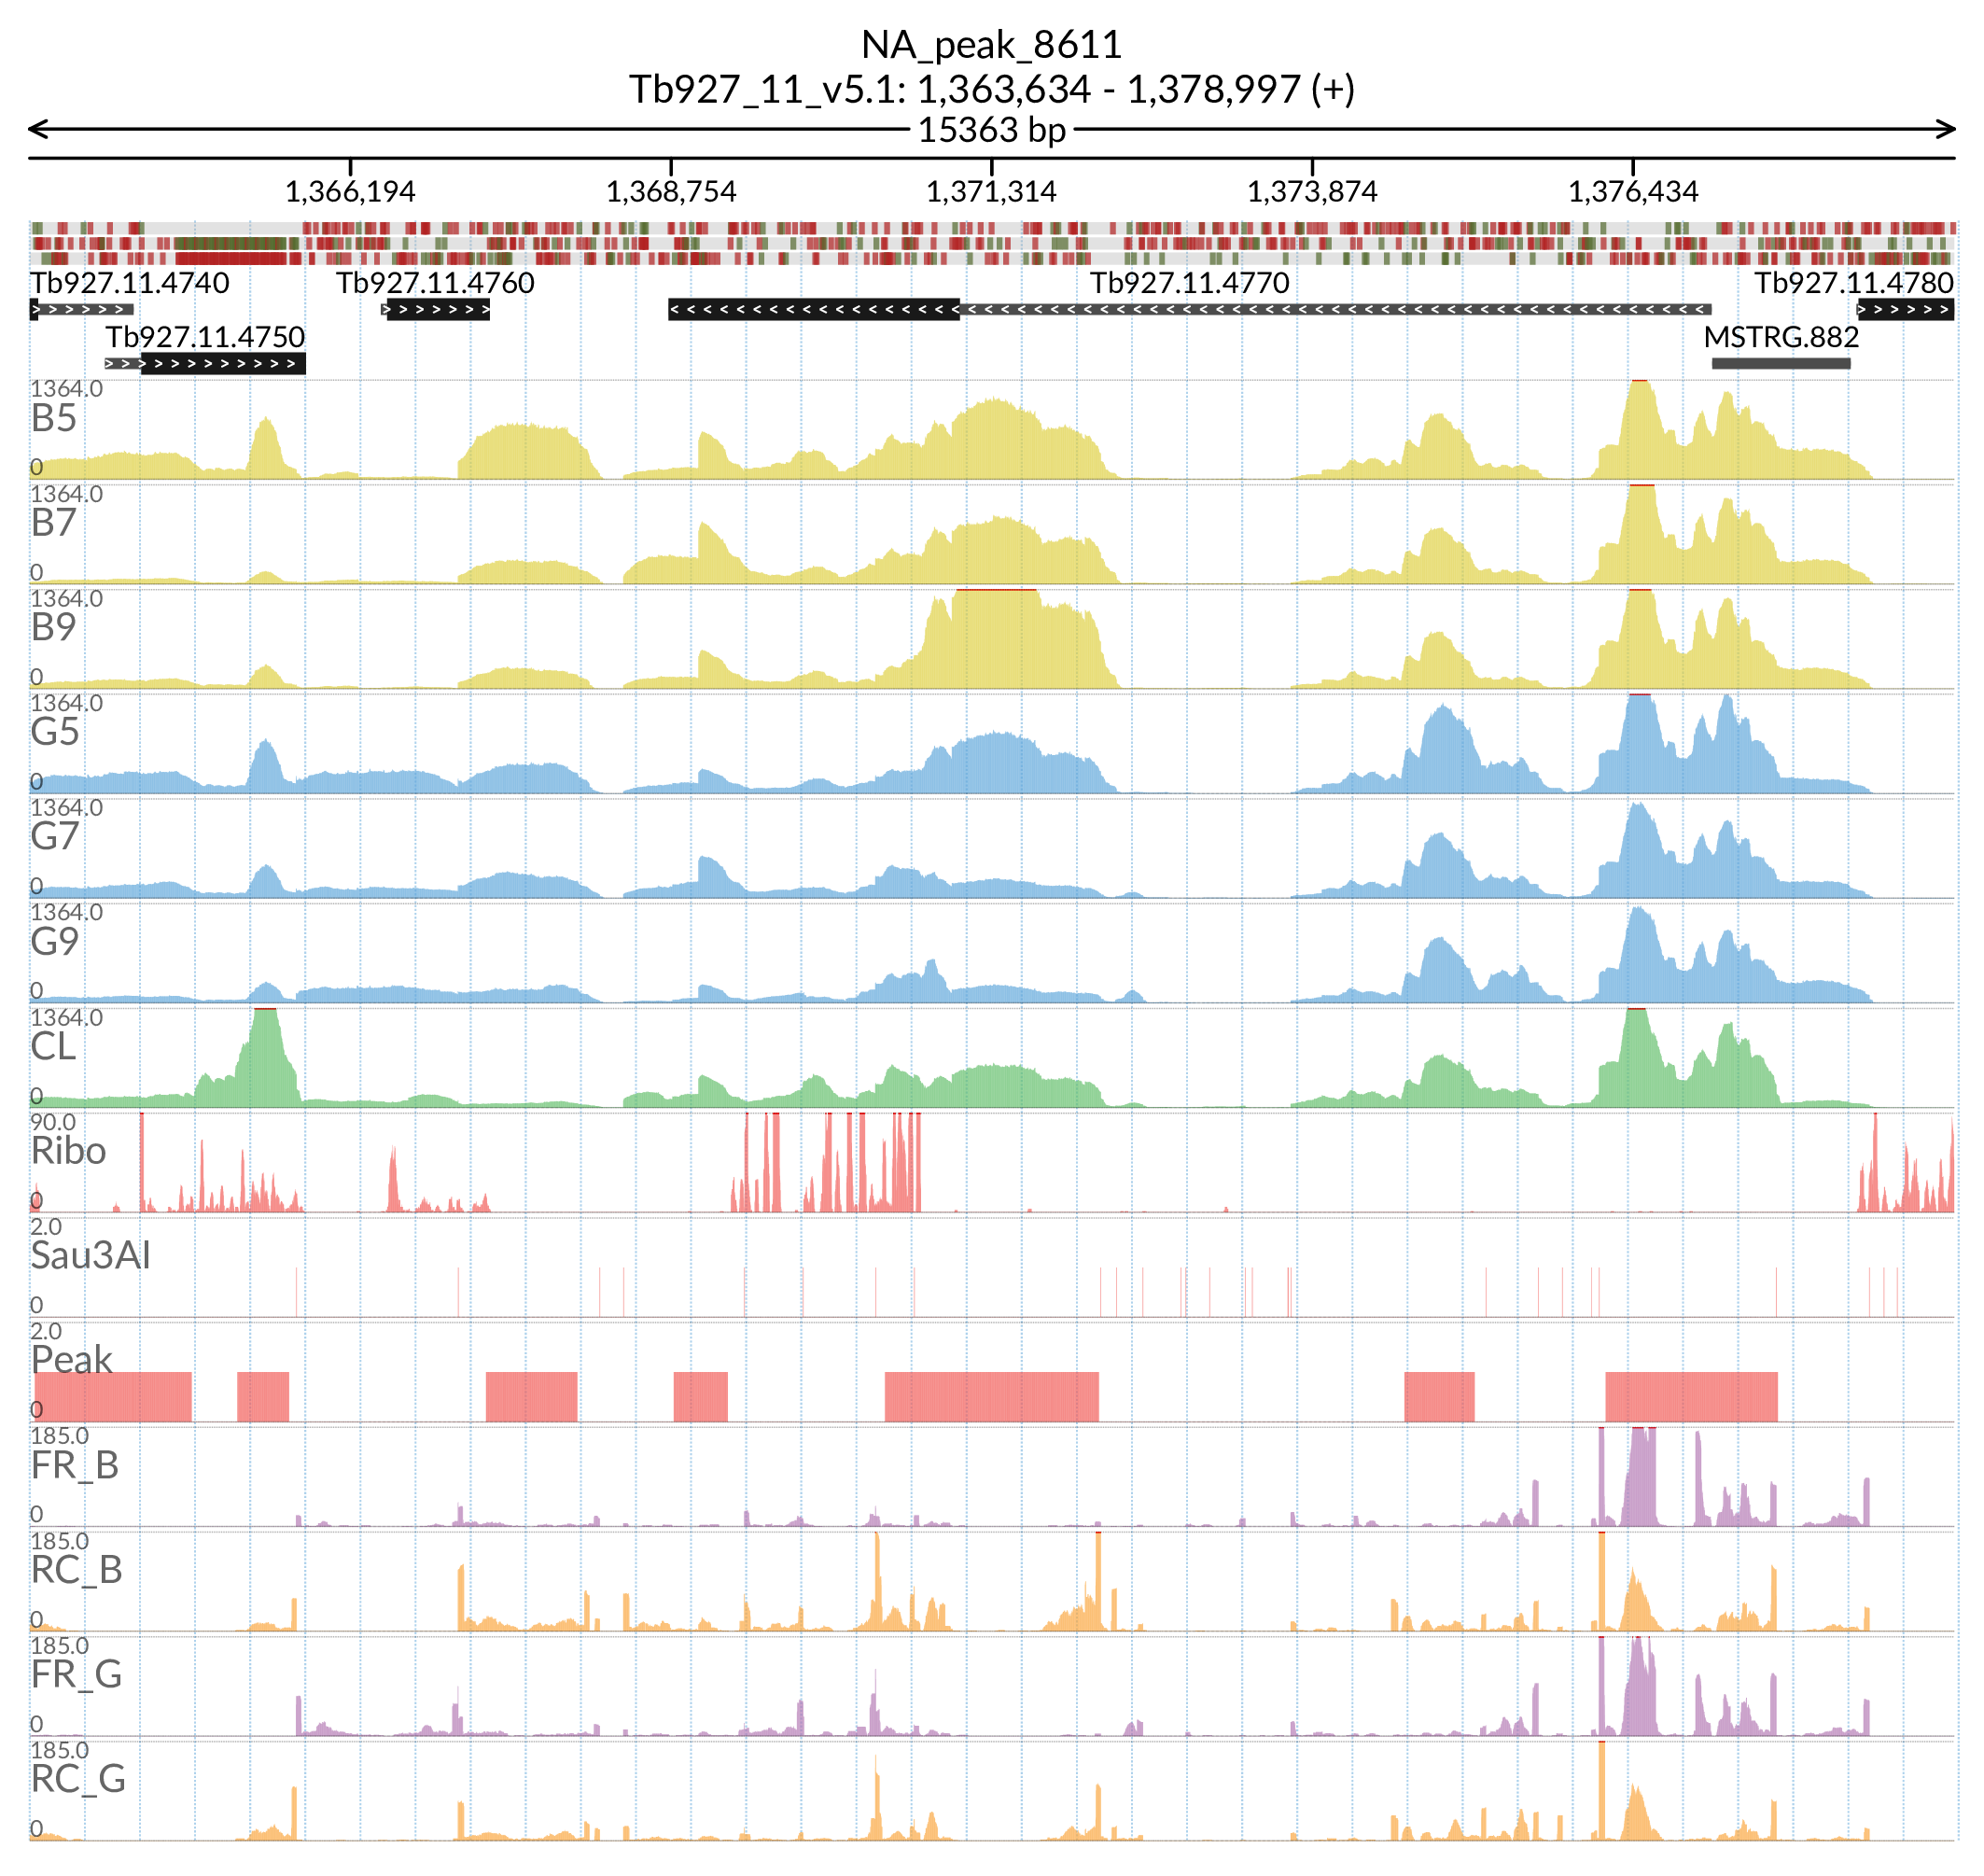 NA_peak_8611
Tb927_11_v5.1: 1,363,634 - 1,378,997 (+)
15363 bp
1,366,194 1,368,754 1,371,314 1,373,874 1,376,434
Tb927.11.4740 Tb927.11.4760 Tb927.11.4770 Tb927.11.4780
Tb927.11.4750 MSTRG.882
1364.0
B5
0
1364.0
B7
0
1364.0
B9
0
1364.0
G5
0
1364.0
G7
0
1364.0
G9
0
1364.0
CL
0
90.0
Ribo
0
2.0
Sau3AI
0
2.0
Peak
0
185.0
FR_B
0
185.0
RC_B
0
185.0
FR_G
0
185.0
RC_G
0